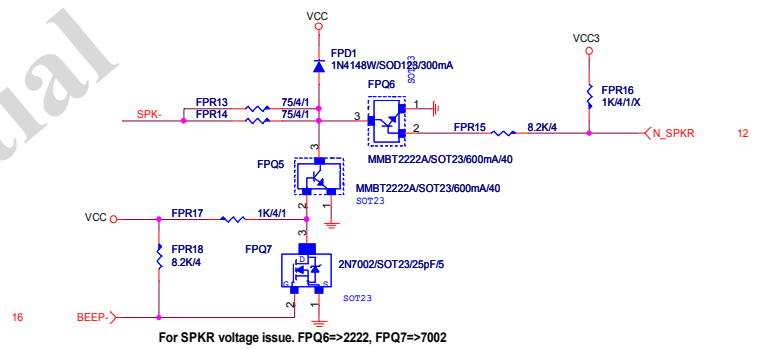 VCC
FPD1
1N4148W/SOD123/300mA
SOT23
VCC3
FPQ6
FPR16
1K/4/1/X
FPR13 75/4/1
SPK- FPR14 75/4/1
3
1
2
FPR15 8.2K/4
N_SPKR 12
MMBT2222A/SOT23/600mA/40
3
FPQ5
MMBT2222A/SOT23/600mA/40
SOT23
2 1
VCC FPR17 1K/4/1
3
FPR18
8.2K/4
FPQ7
D
G S
2N7002/SOT23/25pF/5
SOT23
2 1
16 BEEP-
For SPKR voltage issue. FPQ6=>2222, FPQ7=>7002
tial